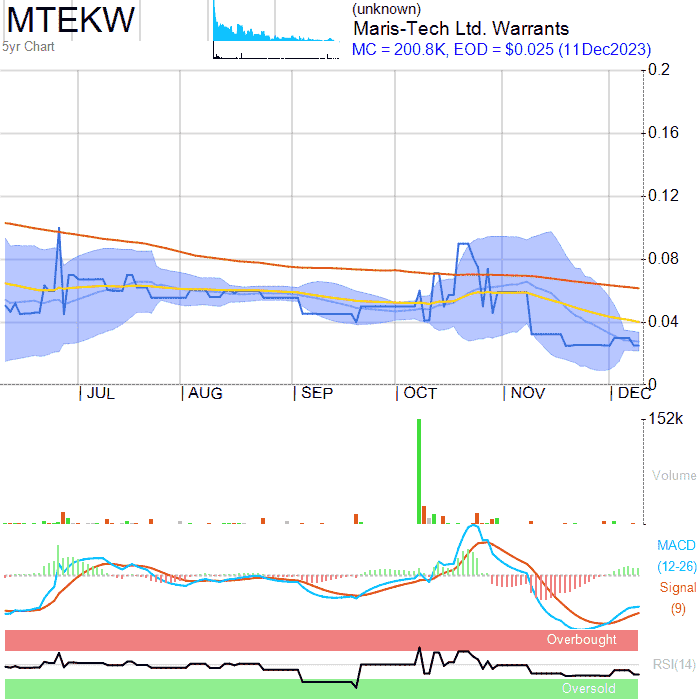 MTEKW
5yr Chart
(unknown)
Maris-Tech Ltd. Warrants
MC = 200.8K, EOD = $0.025 (11Dec2023)
0.2
0.16
0.12
0.08
0.04
0
JUL
AUG
SEP
OCT
NOV
DEC
152k
Volume
MACD
(12-26)
Signal
(9)
Overbought
RSI(14)
Oversold